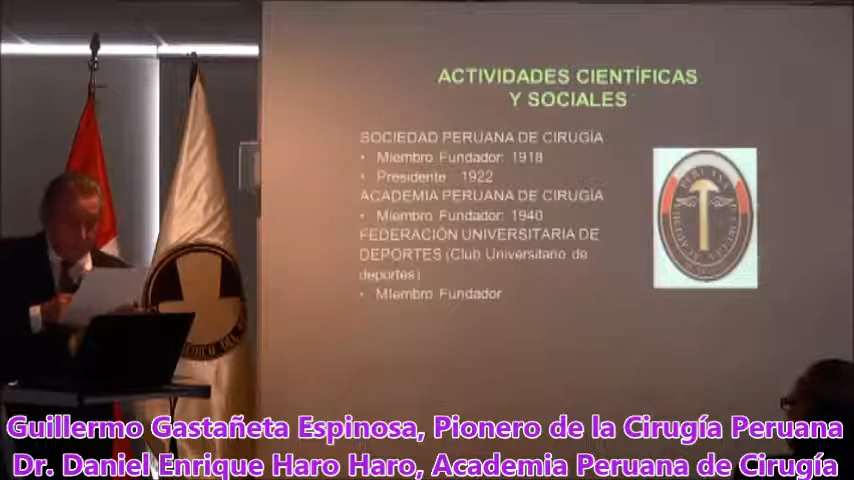 ACTIVIDADES CIENTÍFICAS
Y SOCIALES
SOCIEDAD PERUANA DE CIRUGÍA
• Miembro Fundador: 1918
• Presidente 1922
ACADEMIA PERUANA DE CIRUGÍA
• Miembro Fundador: 1940
FEDERACIÓN UNIVERSITARIA DE
DEPORTES (Club Universitario de
deportes)
• Miembro Fundador
PERUANA
Guillermo Gastañeta Espinosa, Pionero de la Cirugía Peruana
Dr. Daniel Enrique Haro Haro, Academia Peruana de Cirugía